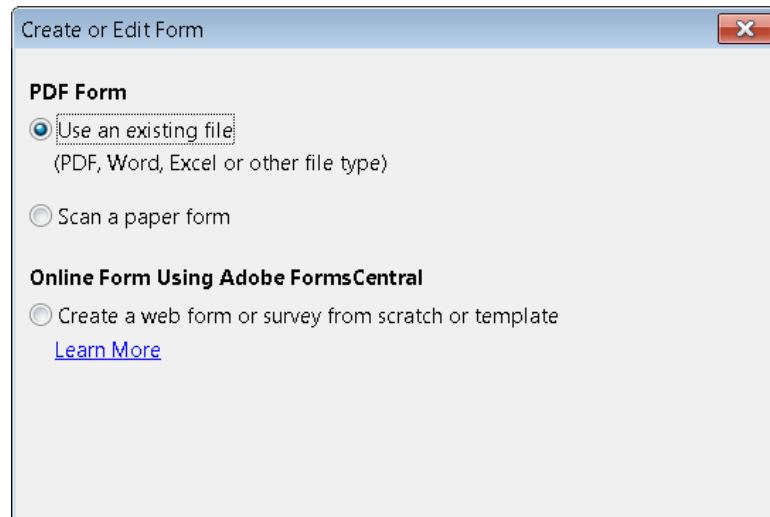 Create or Edit Form
PDF Form
Use an existing file
(PDF, Word, Excel or other file type)
Scan a paper form
Online Form Using Adobe FormsCentral
Create a web form or survey from scratch or template
Learn More